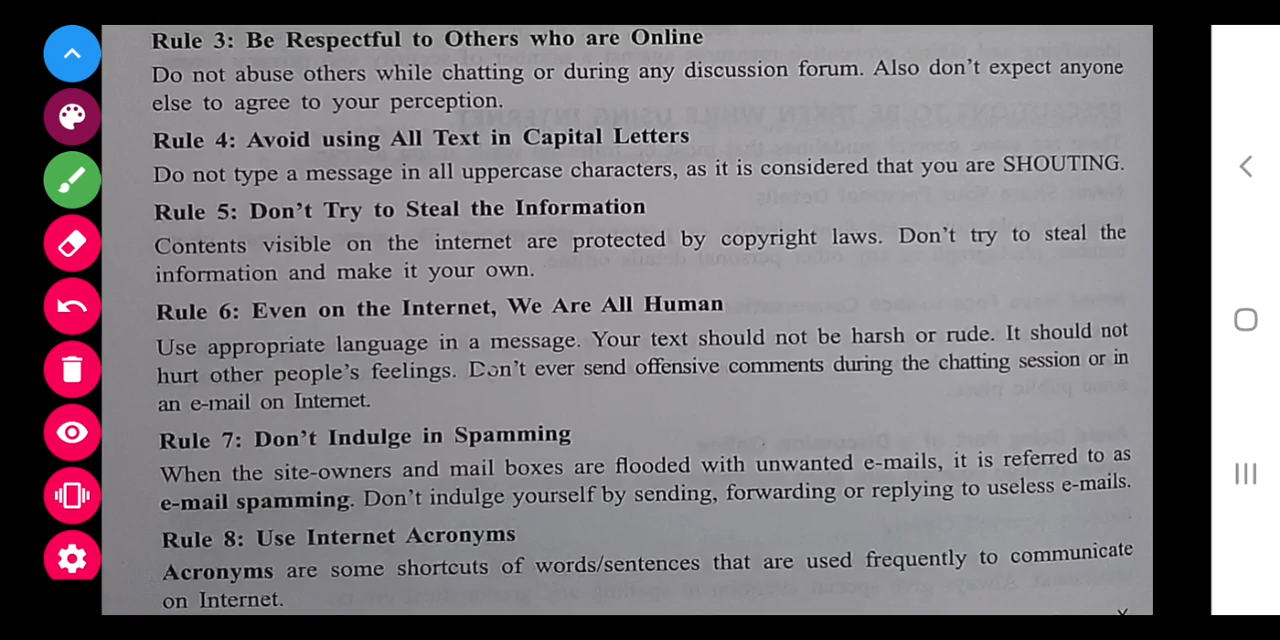 Rule 3: Be Respectful to Others who are Online
Do not abuse others while chatting or during any discussion forum. Also don't expect anyone
else to agree to your perception.
Rule 4: Avoid using All Text in Capital Letters
Do not type a message in all uppercase characters, as it is considered that you are SHOUTING.
Rule 5: Don't Try to Steal the Information
Contents visible on the internet are protected by copyright laws. Don't try to steal the
information and make it your own.
Rule 6: Even on the Internet, We Are All Human
Use appropriate language in a message. Your text should not be harsh or rude. It should not
hurt other people's feelings. Don't ever send offensive comments during the chatting session or in
an e-mail on Internet.
Rule 7: Don't Indulge in Spamming
When the site-owners and mail boxes are flooded with unwanted e-mails, it is referred to as
e-mail spamming. Don't indulge yourself by sending, forwarding or replying to useless e-mails.
Rule 8: Use Internet Acronyms
Acronyms are some shortcuts of words/sentences that are used frequently to communicate
on Internet.